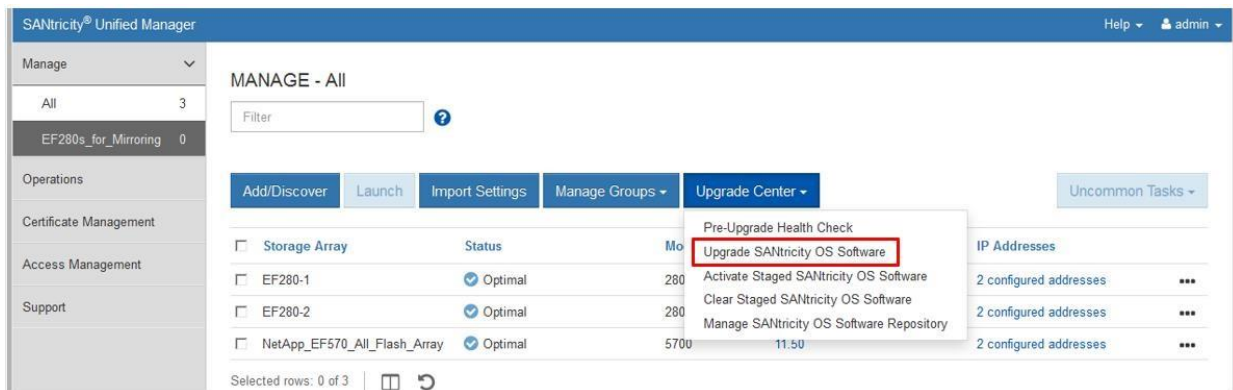 SANtricity® Unified Manager
Help
admin
Manage
All 3
EF280s_for_Mirroring 0
Operations
Certificate Management
Access Management
Support
MANAGE - All
Filter
?
Add/Discover Launch Import Settings Manage Groups Upgrade Center Uncommon Tasks
Pre-Upgrade Health Check
Upgrade SANtricity OS Software
Activate Staged SANtricity OS Software
Clear Staged SANtricity OS Software
Manage SANtricity OS Software Repository
Storage Array Status Mo IP Addresses
EF280-1 Optimal 280 2 configured addresses
EF280-2 Optimal 280 2 configured addresses
NetApp_EF570_All_Flash_Array Optimal 5700 11.50 2 configured addresses
Selected rows: 0 of 3